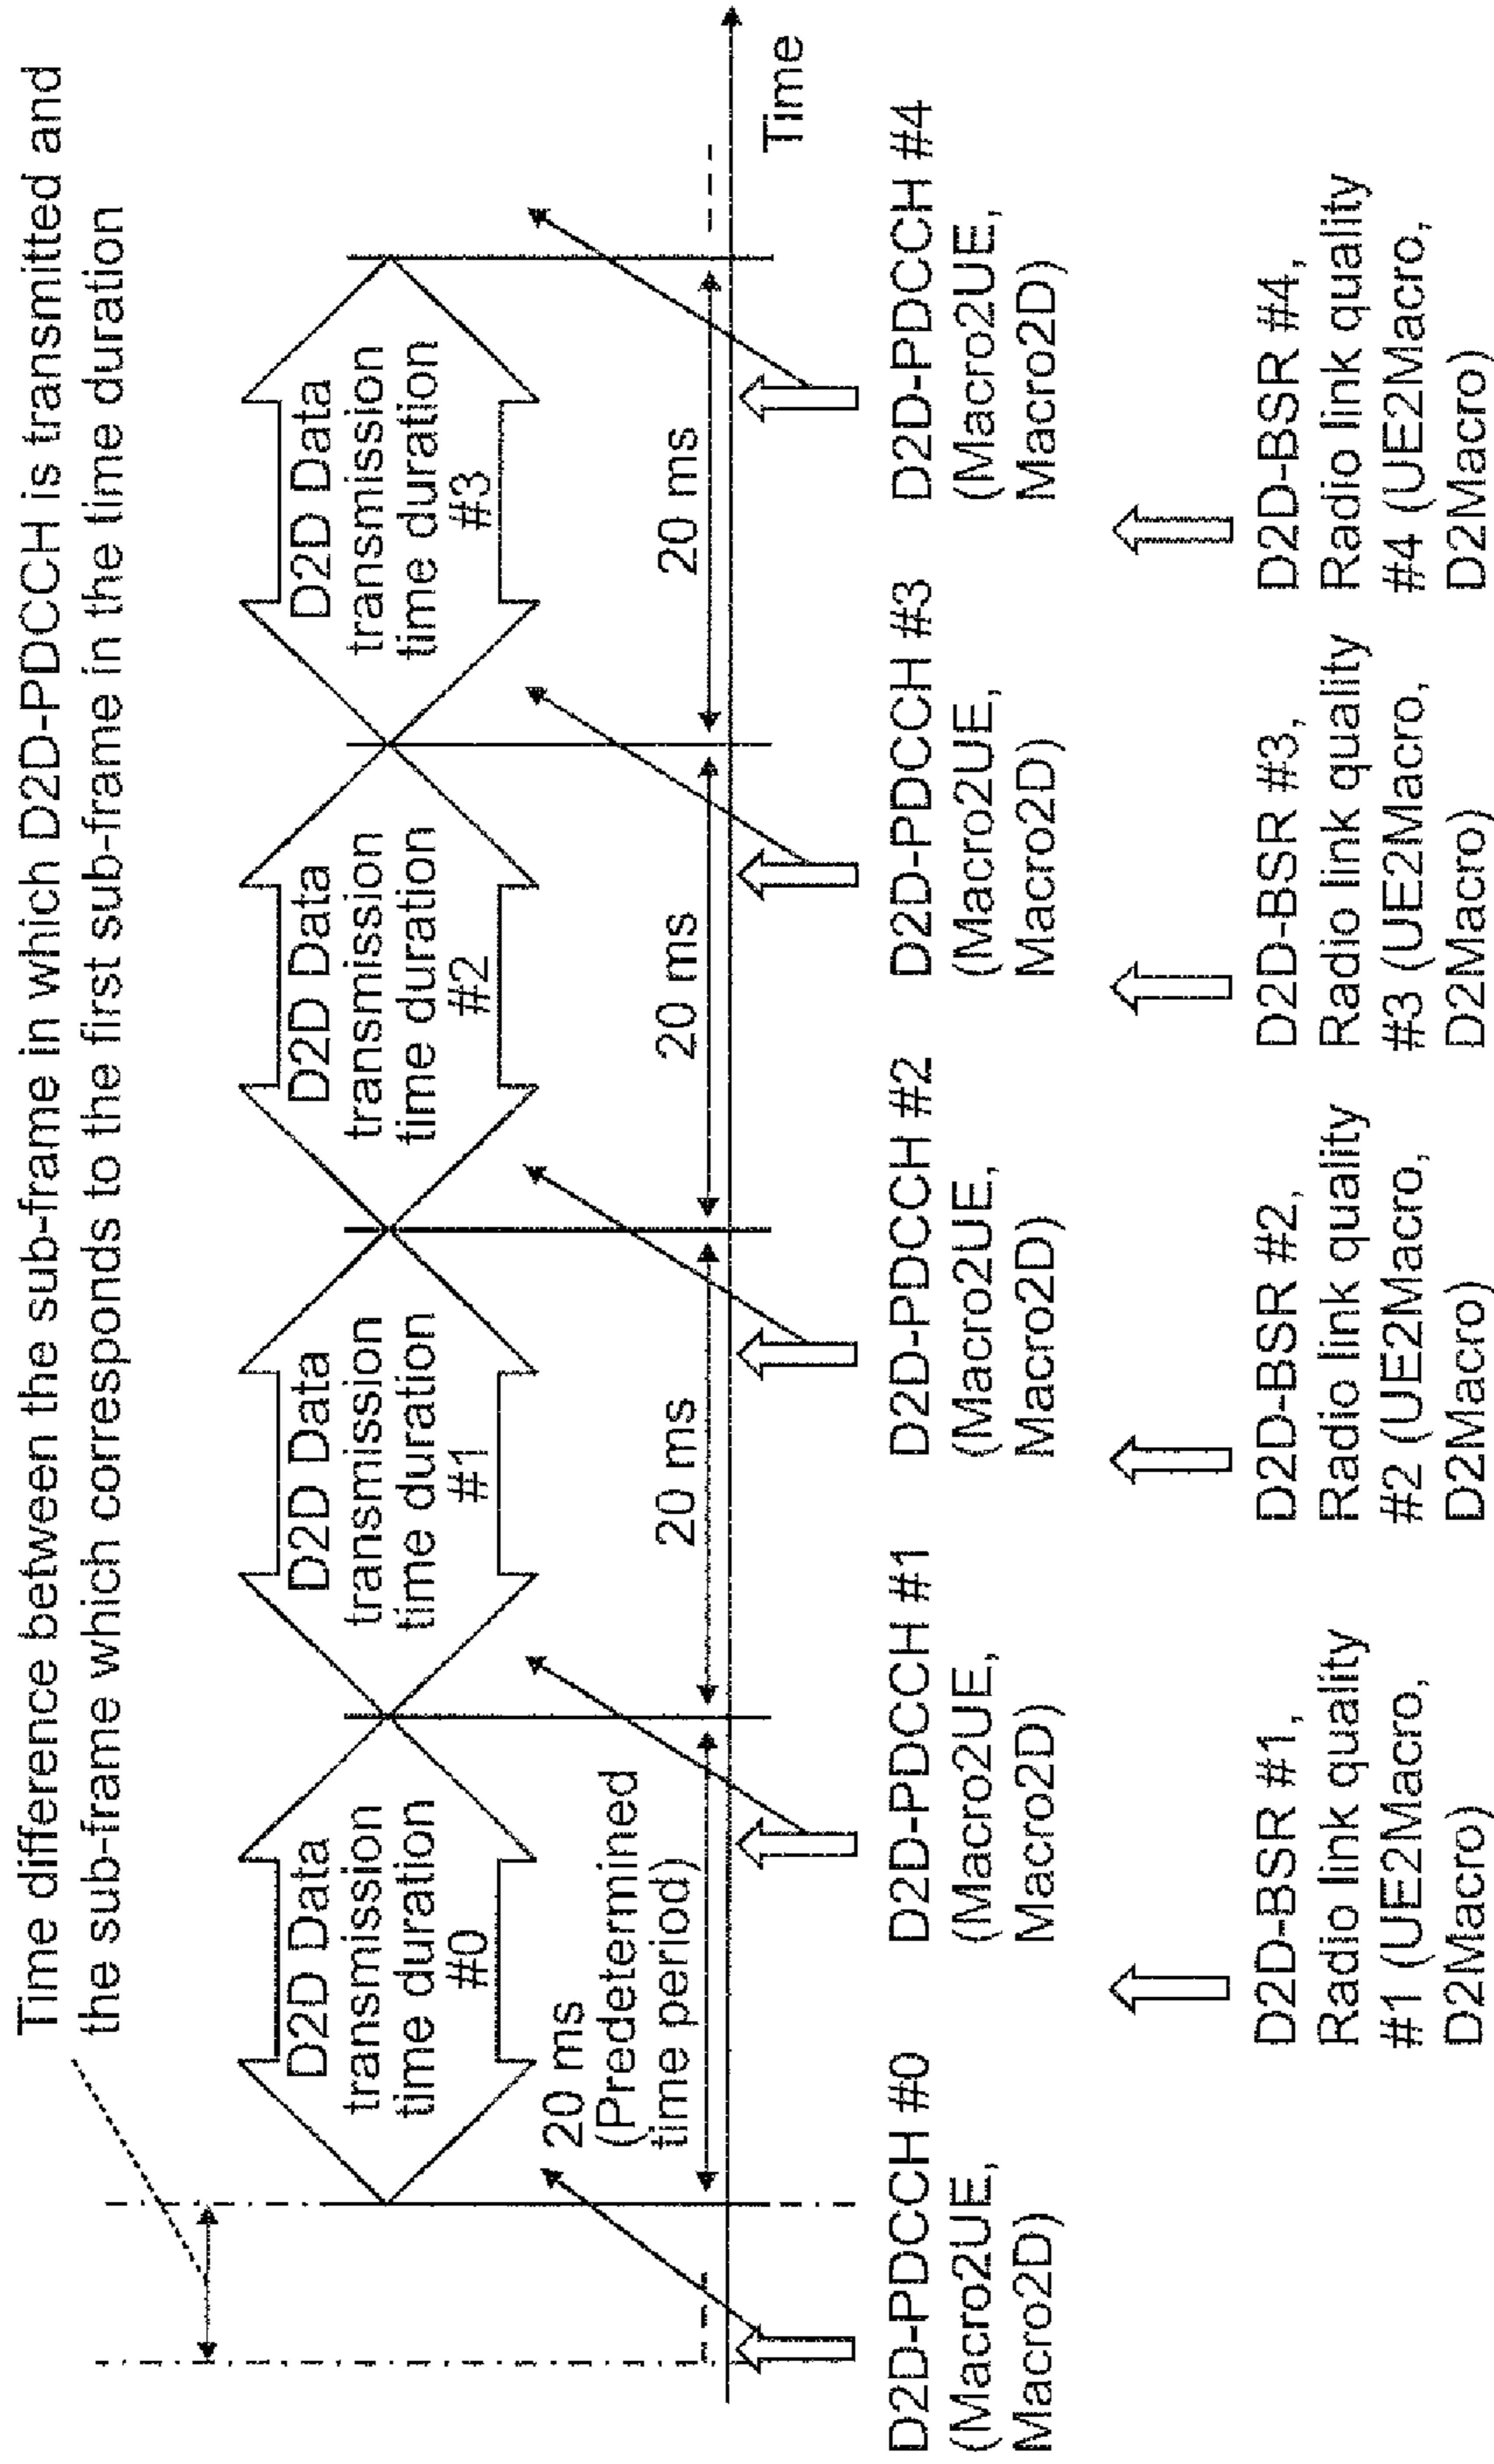 Time difference between the sub-frame in which D2D-PDCCH is transmitted and
the sub-frame which corresponds to the first sub-frame in the time duration
D2D Data
transmission
time duration
#0
D2D Data
transmission
time duration
#1
D2D Data
transmission
time duration
#2
D2D Data
transmission
time duration
#3
20 ms
(Predetermined
time period)
20 ms
20 ms
20 ms
Time
D2D-PDCCH #0
(Macro2UE,
Macro2D)
D2D-PDCCH #1
(Macro2UE,
Macro2D)
D2D-PDCCH #2
(Macro2UE,
Macro2D)
D2D-PDCCH #3
(Macro2UE,
Macro2D)
D2D-PDCCH #4
(Macro2UE,
Macro2D)
D2D-BSR #1,
Radio link quality
#1 (UE2Macro,
D2Macro)
D2D-BSR #2,
Radio link quality
#2 (UE2Macro,
D2Macro)
D2D-BSR #3,
Radio link quality
#3 (UE2Macro,
D2Macro)
D2D-BSR #4,
Radio link quality
#4 (UE2Macro,
D2Macro)